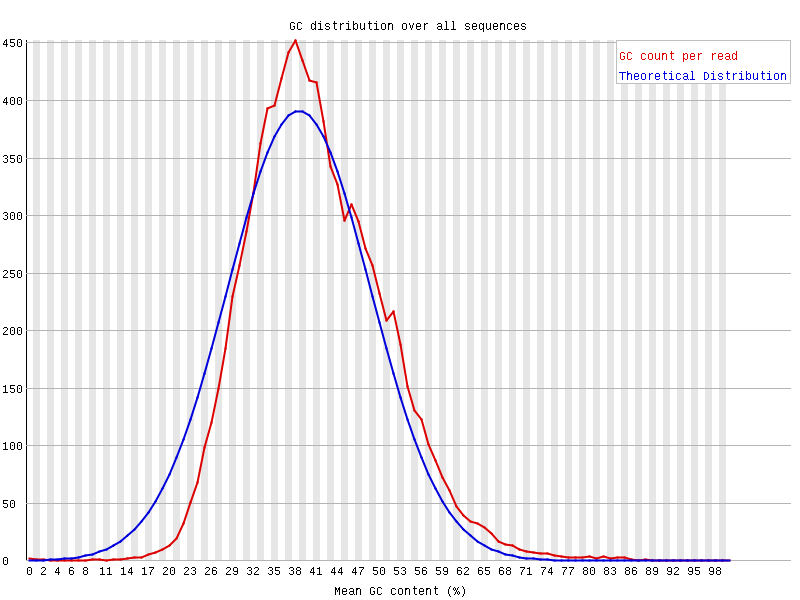 GC distribution over all sequences
GC count per read
Theoretical Distribution
450
400
350
300
250
200
150
100
50
0
0 2 4 6 8 11 14 17 20 23 26 29 32 35 38 41 44 47 50 53 56 59 62 65 68 71 74 77 80 83 86 89 92 95 98
Mean GC content (%)